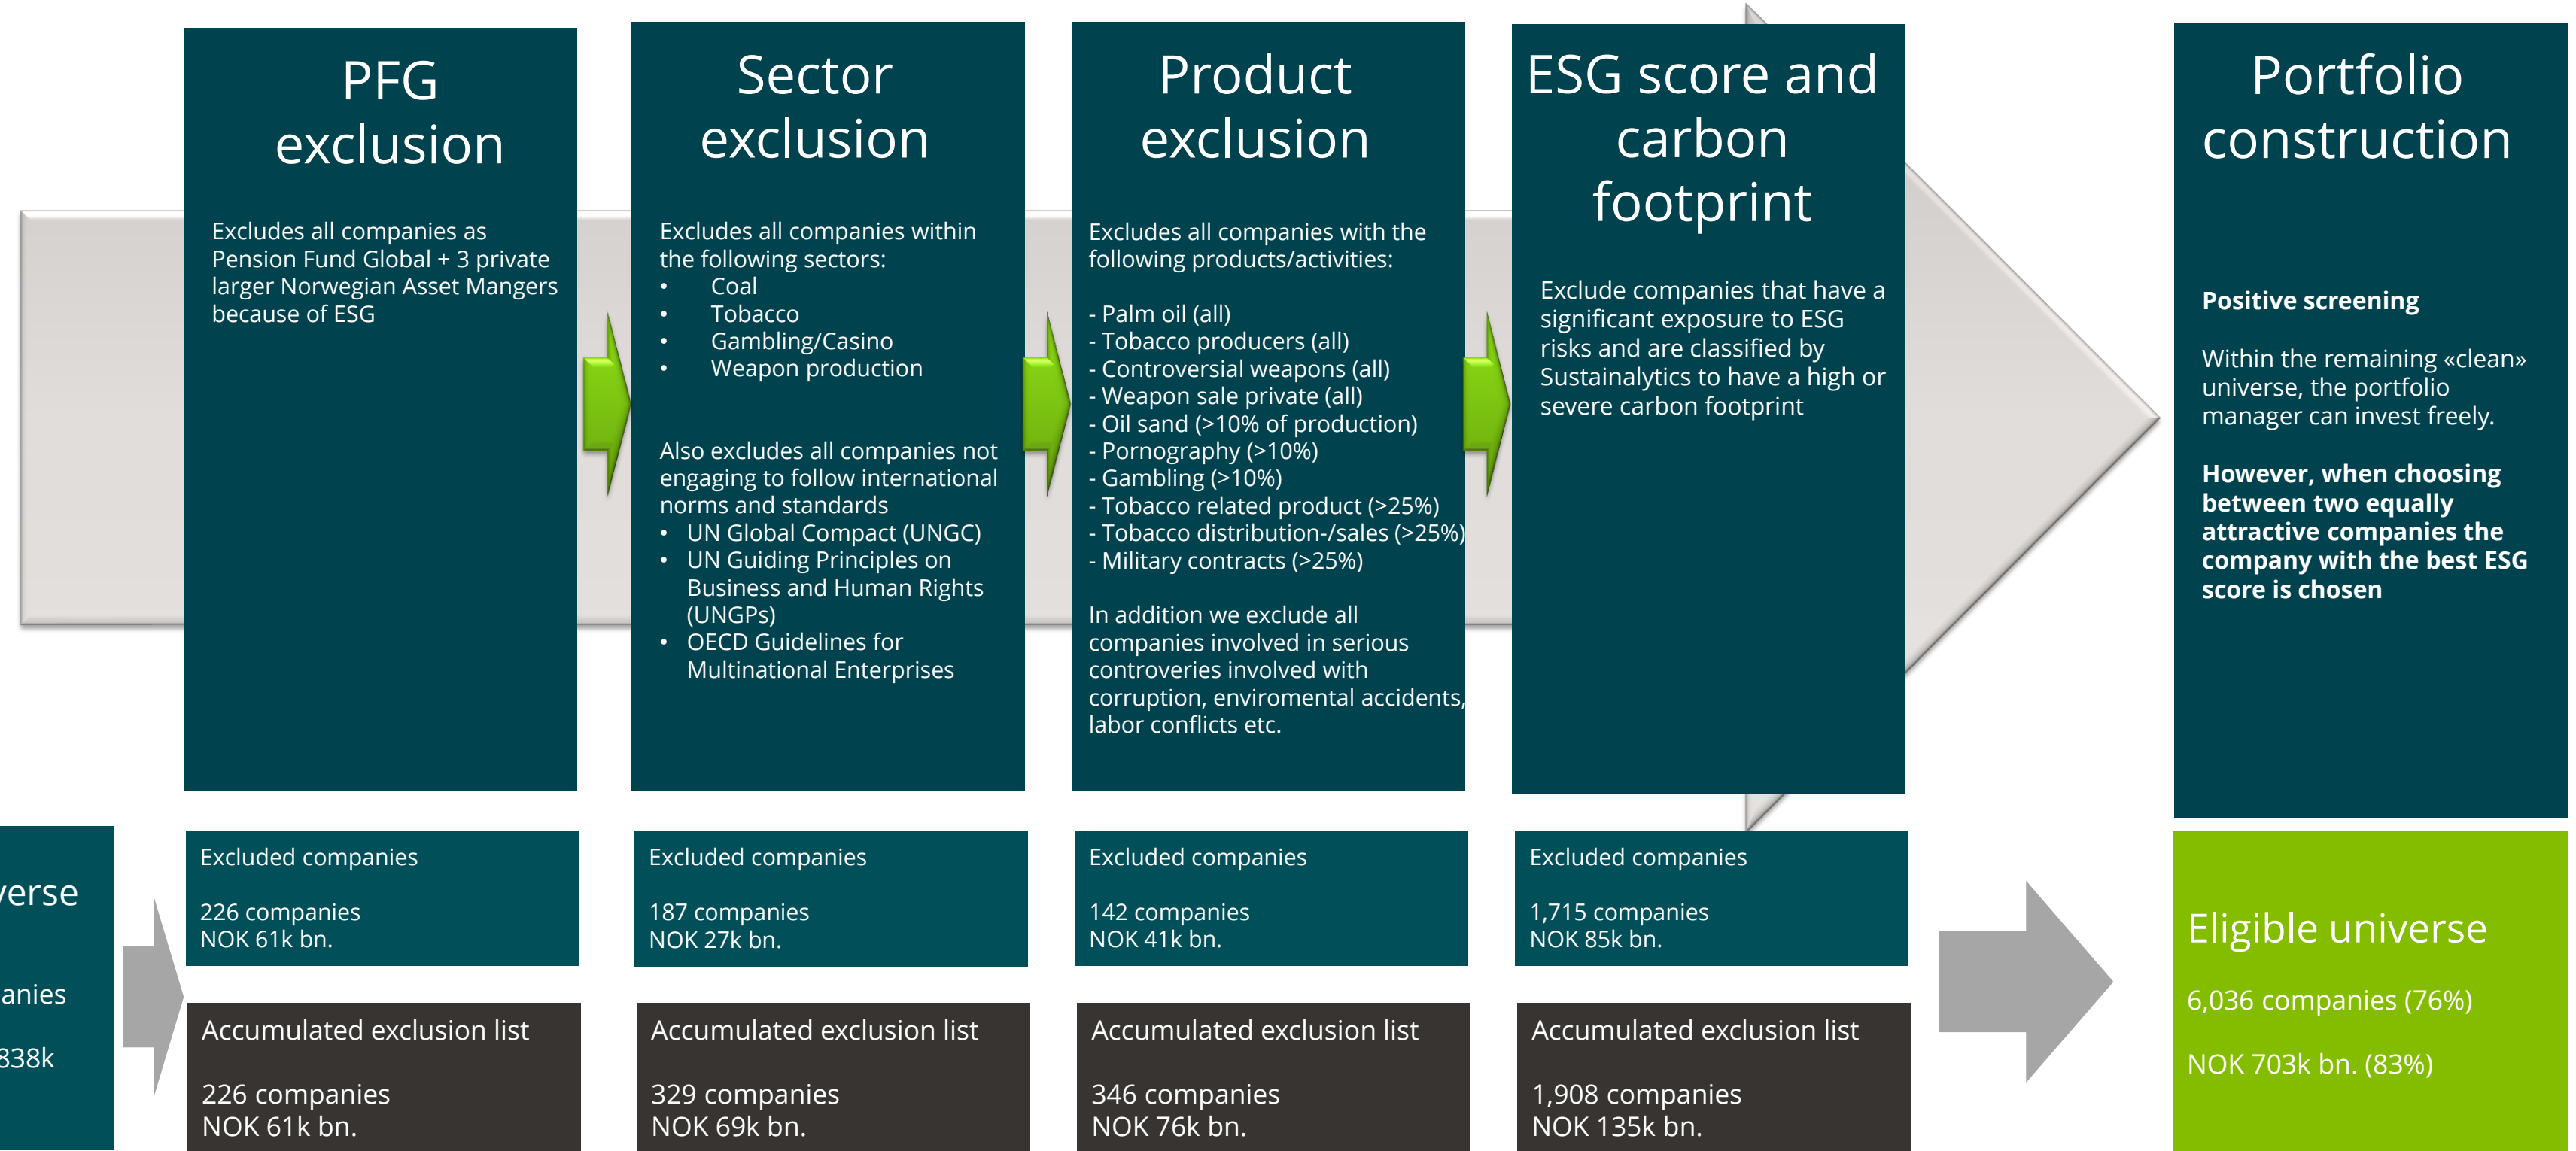 PFG
exclusion
Excludes all companies as
Pension Fund Global + 3 private
larger Norwegian Asset Mangers
because of ESG
Sector
exclusion
Excludes all companies within
the following sectors:
• Coal
• Tobacco
• Gambling/Casino
• Weapon production
Also excludes all companies not
engaging to follow international
norms and standards
• UN Global Compact (UNGC)
• UN Guiding Principles on
Business and Human Rights
(UNGPs)
• OECD Guidelines for
Multinational Enterprises
Product
exclusion
Excludes all companies with the
following products/activities:
- Palm oil (all)
- Tobacco producers (all)
- Controversial weapons (all)
- Weapon sale private (all)
- Oil sand (>10% of production)
- Pornography (>10%)
- Gambling (>10%)
- Tobacco related product (>25%)
- Tobacco distribution-/sales (>25%)
- Military contracts (>25%)
In addition we exclude all
companies involved in serious
controveries involved with
corruption, enviromental accidents,
labor conflicts etc.
ESG score and
carbon
footprint
Exclude companies that have a
significant exposure to ESG
risks and are classified by
Sustainalytics to have a high or
severe carbon footprint
Portfolio
construction
Positive screening
Within the remaining «clean»
universe, the portfolio
manager can invest freely.
However, when choosing
between two equally
attractive companies the
company with the best ESG
score is chosen
verse
anies
838k
Excluded companies
226 companies
NOK 61k bn.
Accumulated exclusion list
226 companies
NOK 61k bn.
Excluded companies
187 companies
NOK 27k bn.
Accumulated exclusion list
329 companies
NOK 69k bn.
Excluded companies
142 companies
NOK 41k bn.
Accumulated exclusion list
346 companies
NOK 76k bn.
Excluded companies
1,715 companies
NOK 85k bn.
Accumulated exclusion list
1,908 companies
NOK 135k bn.
Eligible universe
6,036 companies (76%)
NOK 703k bn. (83%)